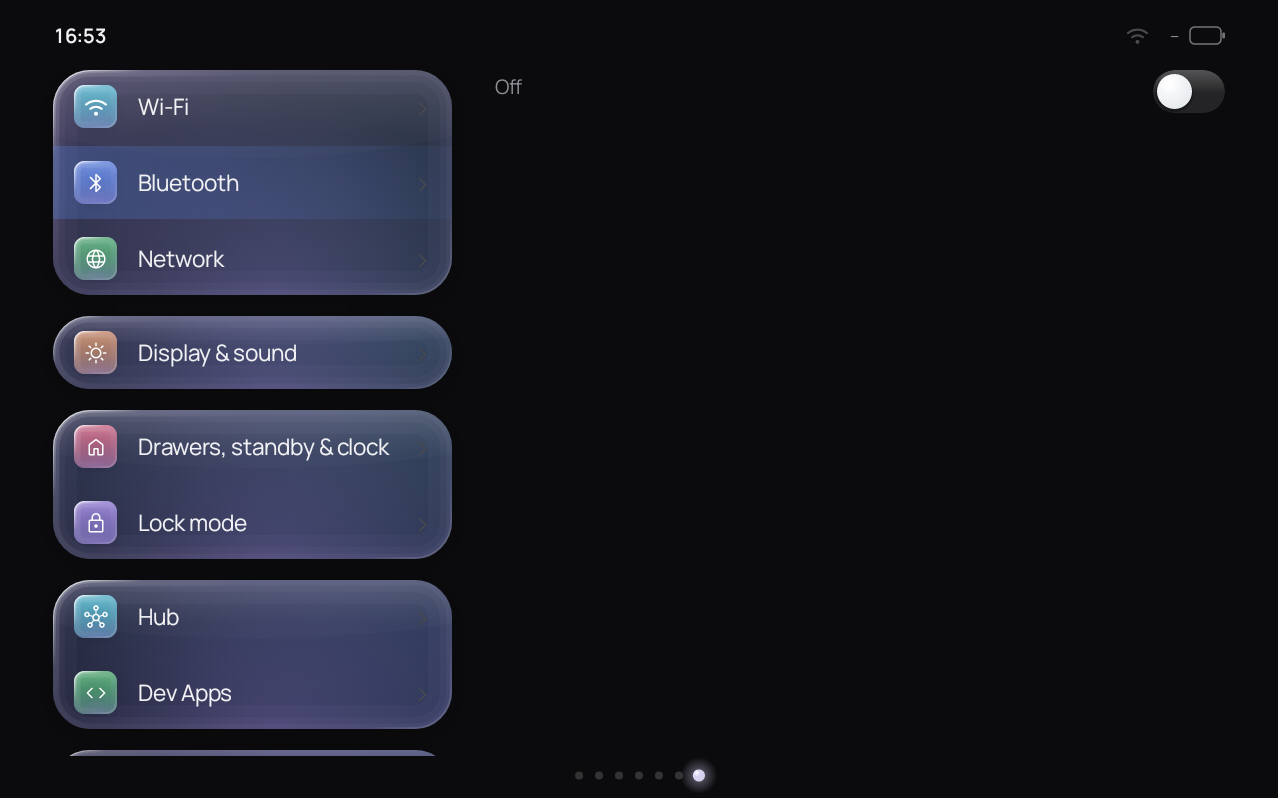 16:53
–
Wi-Fi
Off
Bluetooth
Network
Display & sound
Drawers, standby & clock
Lock mode
Hub
Dev Apps